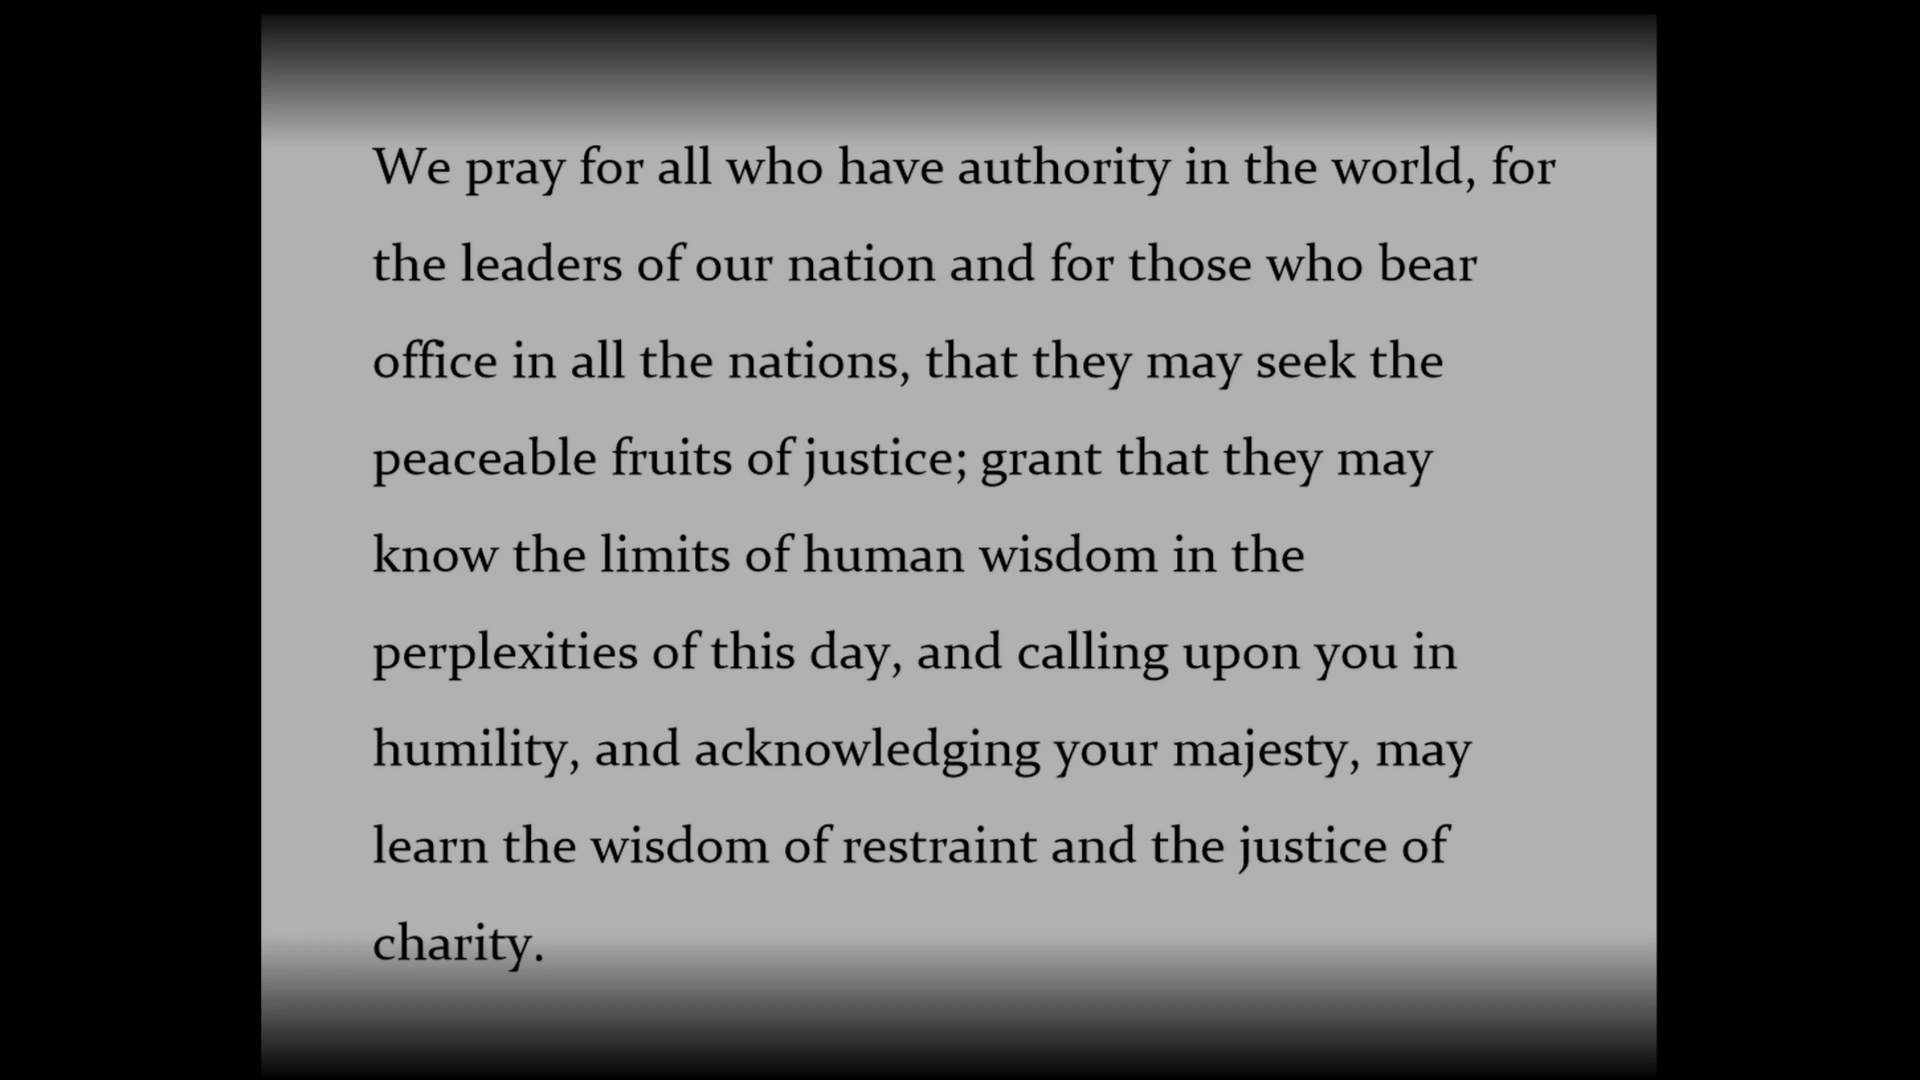 We pray for all who have authority in the world, for
the leaders of our nation and for those who bear
office in all the nations, that they may seek the
peaceable fruits of justice; grant that they may
know the limits of human wisdom in the
perplexities of this day, and calling upon you in
humility, and acknowledging your majesty, may
learn the wisdom of restraint and the justice of
charity.